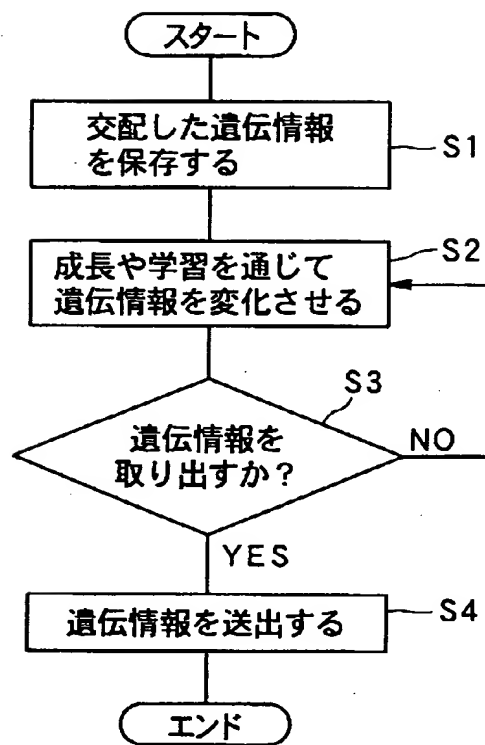 スタート
交配した遺伝情報
を保存する
S1
成長や学習を通じて
遺伝情報を変化させる
S2
遺伝情報を
取り出すか?
S3
NO
YES
遺伝情報を送出する
S4
エンド